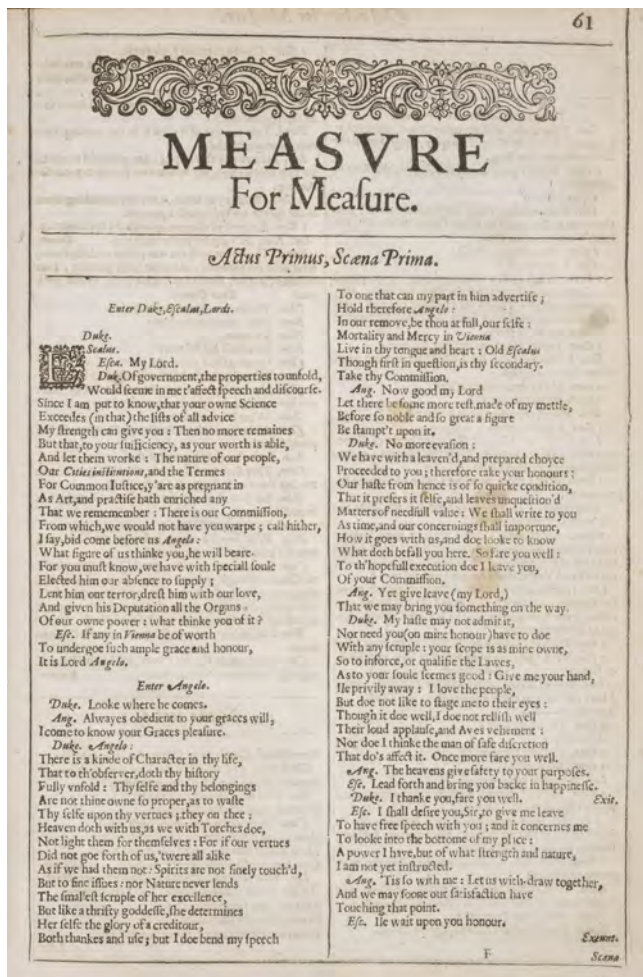 61
MEASVRE
For Meaſure.
Actus Primus, Scæna Prima.
Enter Duke, Eſcalus, Lords.
Duke.
EScalus.
Eſca. My Lord.
Duk. Of government, the properties to unfold,
Would ſeeme in me t'affect ſpeech and diſcourſe.
Since I am put to know, that your owne Science
Exceedes (in that) the liſts of all advice
My ſtrength can give you : Then no more remaines
But that, to your ſufficiency, as your worth is able,
And let them worke : The nature of our people,
Our Cities inſtitutions, and the Termes
For Common Iuſtice, y'are as pregnant in
As Art, and practiſe hath enriched any
That we rememember : There is our Commiſſion,
From which, we would not have you warpe ; call hither,
I ſay, bid come before us Angelo :
What figure of us thinke you, he will beare.
For you muſt know, we have with ſpeciall ſoule
Elected him our abſence to ſupply ;
Lent him our terror, dreſt him with our love,
And given his Deputation all the Organs
Of our owne power : what thinke you of it ?
Eſc. If any in Vienna be of worth
To undergoe ſuch ample grace and honour,
It is Lord Angelo.
Enter Angelo.
Duke. Looke where he comes.
Ang. Alwayes obedient to your graces will,
I come to know your Graces pleaſure.
Duke. Angelo :
There is a kinde of Character in thy life,
That to th'obſerver, doth thy hiſtory
Fully vnfold : Thy ſelfe and thy belongings
Are not thine owne ſo proper, as to waſte
Thy ſelfe upon thy vertues ; they on thee :
Heaven doth with us, as we with Torches doe,
Not light them for themſelves : For if our vertues
Did not goe forth of us, 'twere all alike
As if we had them not : Spirits are not finely touch'd,
But to fine iſſues : nor Nature never lends
The ſmal'eſt ſcruple of her excellence,
But like a thrifty goddeſſe, ſhe determines
Her ſelfe the glory of a creditour,
Both thankes and uſe ; but I doe bend my ſpeech
To one that can my part in him advertiſe ;
Hold therefore Angelo :
In our remove, be thou at full, our ſelfe :
Mortality and Mercy in Vienna
Live in thy tongue and heart : Old Eſcalus
Though firſt in queſtion, is thy ſecondary.
Take thy Commiſſion.
Ang. Now good my Lord
Let there be ſome more teſt, made of my mettle,
Before ſo noble and ſo great a figure
Be ſtampt't upon it.
Duke. No more evaſion :
We have with a leaven'd, and prepared choyce
Proceeded to you ; therefore take your honours :
Our haſte from hence is of ſo quicke condition,
That it prefers it ſelfe, and leaves unqueſtion'd
Matters of needfull value : We ſhall write to you
As time, and our concernings ſhall importune,
How it goes with us, and doe looke to know
What doth befall you here. So fare you well :
To th'hopefull execution doe I leave you,
Of your Commiſſion.
Ang. Yet give leave (my Lord,)
That we may bring you ſomething on the way.
Duke. My haſte may not admit it,
Nor need you (on mine honour) have to doe
With any ſcruple : your ſcope is as mine owne,
So to inforce, or qualifie the Lawes,
As to your ſoule ſeemes good : Give me your hand,
Ile privily away : I love the people,
But doe not like to ſtage me to their eyes :
Though it doe well, I doe not relliſh well
Their loud applauſe, and Aves vehement :
Nor doe I thinke the man of ſafe diſcretion
That do's affect it. Once more fare you well.
Ang. The heavens give ſafety to your purpoſes.
Eſc. Lead forth and bring you backe in happineſſe.
Duke. I thanke you, fare you well. Exit.
Eſc. I ſhall deſire you, Sir, to give me leave
To have free ſpeech with you ; and it concernes me
To looke into the bottome of my place :
A power I have, but of what ſtrength and nature,
I am not yet inſtructed.
Ang. 'Tis ſo with me : Let us with-draw together,
And we may ſoone our ſatisfaction have
Touching that point.
Eſc. Ile wait upon you honour.
Exeunt.
F
Scæna